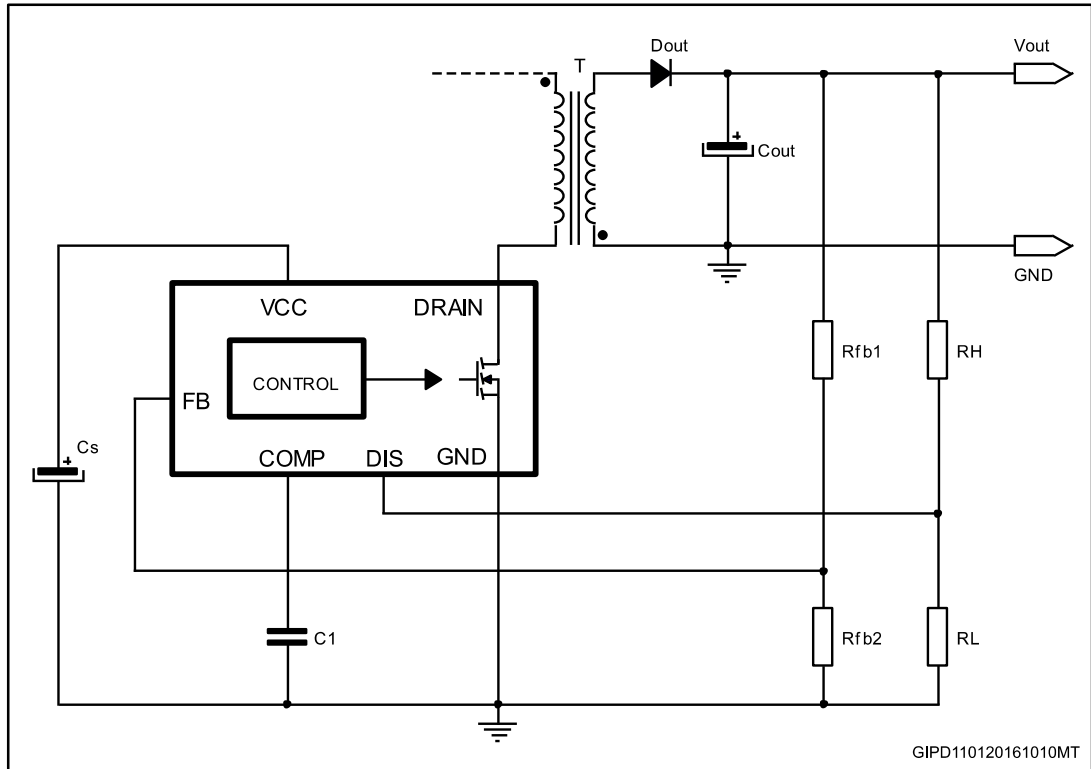 Dout
Vout
T
Cout
GND
VCC
DRAIN
Rfb1
RH
CONTROL
FB
Cs
COMP
DIS
GND
C1
Rfb2
RL
GIPD110120161010MT